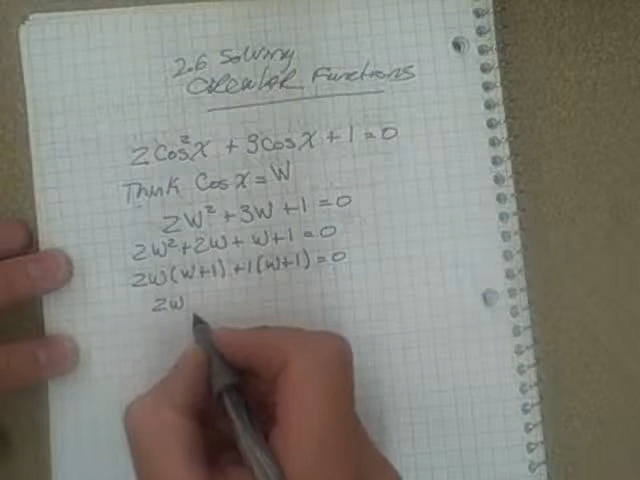 2.6 Solving
Circular Functions
2cos²x + 3cosx + 1 = 0
Think Cosx = W
2W² + 3W + 1 = 0
2W² + 2W + W + 1 = 0
2W(W+1) + 1(W+1) = 0
2W